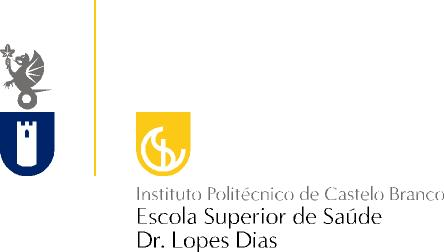 Instituto Politécnico de Castelo Branco
Escola Superior de Saúde
Dr. Lopes Dias